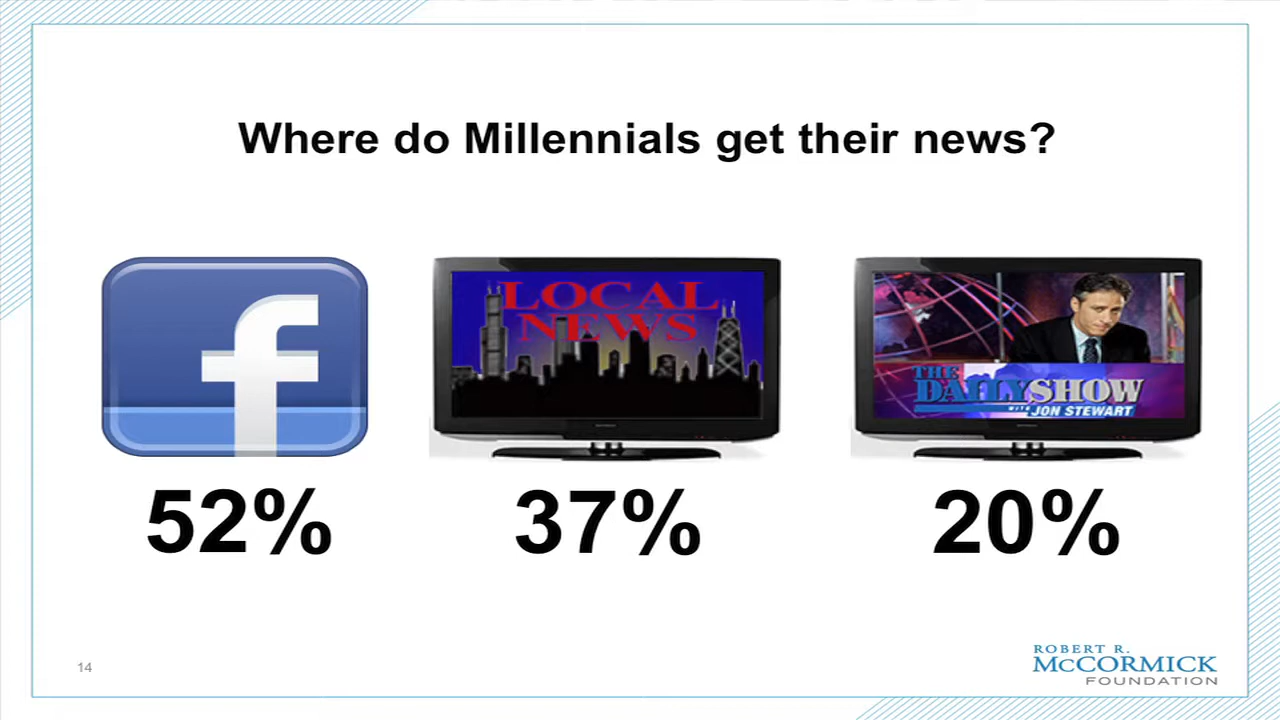 Where do Millennials get their news?
LOCAL
NEWS
THE
DAILY SHOW
WITH JON STEWART
52%
37%
20%
14
ROBERT R.
McCORMICK
FOUNDATION